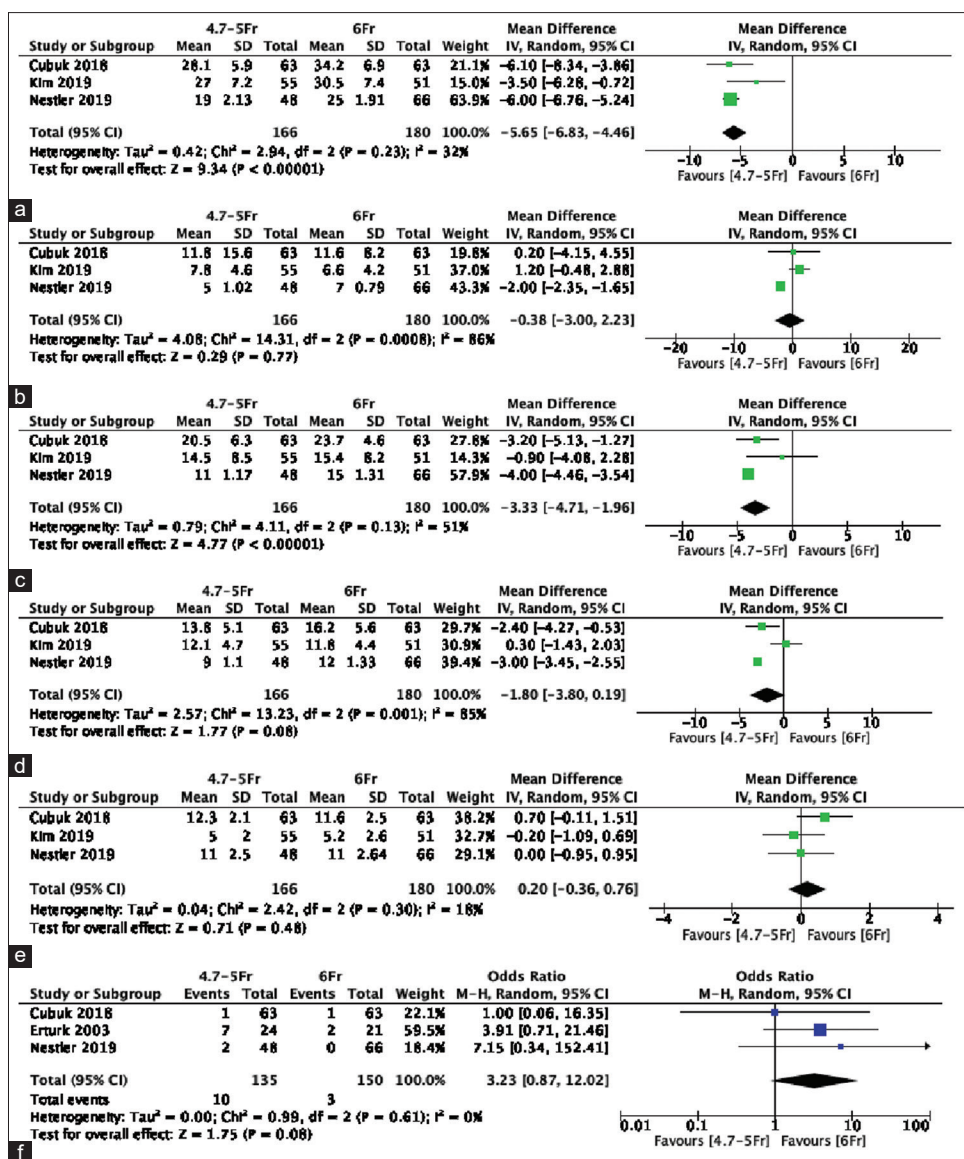 4.7-5Fr 6Fr Mean Difference Mean Difference
Study or Subgroup Mean SD Total Mean SD Total Weight IV, Random, 95% CI IV, Random, 95% CI
Cubuk 2018 28.1 5.9 63 34.2 6.9 63 21.1% -6.10 [-8.34, -3.86]
Kim 2019 27 7.2 55 30.5 7.4 51 15.0% -3.50 [-6.28, -0.72]
Nestler 2019 19 2.13 48 25 1.91 66 63.9% -6.00 [-6.76, -5.24]
Total (95% CI) 166 180 100.0% -5.65 [-6.83, -4.46]
Heterogeneity: Tau² = 0.42; Chi² = 2.94, df = 2 (P = 0.23); I² = 32%
Test for overall effect: Z = 9.34 (P < 0.00001)
-10 -5 0 5 10
Favours [4.7-5Fr] Favours [6Fr]
a
4.7-5Fr 6Fr Mean Difference Mean Difference
Study or Subgroup Mean SD Total Mean SD Total Weight IV, Random, 95% CI IV, Random, 95% CI
Cubuk 2018 11.8 15.6 63 11.6 8.2 63 19.8% 0.20 [-4.15, 4.55]
Kim 2019 7.8 4.6 55 6.6 4.2 51 37.0% 1.20 [-0.48, 2.88]
Nestler 2019 5 1.02 48 7 0.79 66 43.3% -2.00 [-2.35, -1.65]
Total (95% CI) 166 180 100.0% -0.38 [-3.00, 2.23]
Heterogeneity: Tau² = 4.08; Chi² = 14.31, df = 2 (P = 0.0008); I² = 86%
Test for overall effect: Z = 0.29 (P = 0.77)
-20 -10 0 10 20
Favours [4.7-5Fr] Favours [6Fr]
b
4.7-5Fr 6Fr Mean Difference Mean Difference
Study or Subgroup Mean SD Total Mean SD Total Weight IV, Random, 95% CI IV, Random, 95% CI
Cubuk 2018 20.5 6.3 63 23.7 4.6 63 27.8% -3.20 [-5.13, -1.27]
Kim 2019 14.5 8.5 55 15.4 8.2 51 14.3% -0.90 [-4.08, 2.28]
Nestler 2019 11 1.17 48 15 1.31 66 57.9% -4.00 [-4.46, -3.54]
Total (95% CI) 166 180 100.0% -3.33 [-4.71, -1.96]
Heterogeneity: Tau² = 0.79; Chi² = 4.11, df = 2 (P = 0.13); I² = 51%
Test for overall effect: Z = 4.77 (P < 0.00001)
-10 -5 0 5 10
Favours [4.7-5Fr] Favours [6Fr]
c
4.7-5Fr 6Fr Mean Difference Mean Difference
Study or Subgroup Mean SD Total Mean SD Total Weight IV, Random, 95% CI IV, Random, 95% CI
Cubuk 2018 13.8 5.1 63 16.2 5.6 63 29.7% -2.40 [-4.27, -0.53]
Kim 2019 12.1 4.7 55 11.8 4.4 51 30.9% 0.30 [-1.43, 2.03]
Nestler 2019 9 1.1 48 12 1.33 66 39.4% -3.00 [-3.45, -2.55]
Total (95% CI) 166 180 100.0% -1.80 [-3.80, 0.19]
Heterogeneity: Tau² = 2.57; Chi² = 13.23, df = 2 (P = 0.001); I² = 85%
Test for overall effect: Z = 1.77 (P = 0.08)
-10 -5 0 5 10
Favours [4.7-5Fr] Favours [6Fr]
d
4.7-5Fr 6Fr Mean Difference Mean Difference
Study or Subgroup Mean SD Total Mean SD Total Weight IV, Random, 95% CI IV, Random, 95% CI
Cubuk 2018 12.3 2.1 63 11.6 2.5 63 38.2% 0.70 [-0.11, 1.51]
Kim 2019 5 2 55 5.2 2.6 51 32.7% -0.20 [-1.09, 0.69]
Nestler 2019 11 2.5 48 11 2.64 66 29.1% 0.00 [-0.95, 0.95]
Total (95% CI) 166 180 100.0% 0.20 [-0.36, 0.76]
Heterogeneity: Tau² = 0.04; Chi² = 2.42, df = 2 (P = 0.30); I² = 18%
Test for overall effect: Z = 0.71 (P = 0.48)
-4 -2 0 2 4
Favours [4.7-5Fr] Favours [6Fr]
e
4.7-5Fr 6Fr Odds Ratio Odds Ratio
Study or Subgroup Events Total Events Total Weight M-H, Random, 95% CI M-H, Random, 95% CI
Cubuk 2018 1 63 1 63 22.1% 1.00 [0.06, 16.35]
Erturk 2003 7 24 2 21 59.5% 3.91 [0.71, 21.46]
Nestler 2019 2 48 0 66 18.4% 7.15 [0.34, 152.41]
Total (95% CI) 135 150 100.0% 3.23 [0.87, 12.02]
Total events 10 3
Heterogeneity: Tau² = 0.00; Chi² = 0.99, df = 2 (P = 0.61); I² = 0%
Test for overall effect: Z = 1.75 (P = 0.08)
0.01 0.1 1 10 100
Favours [4.7-5Fr] Favours [6Fr]
f